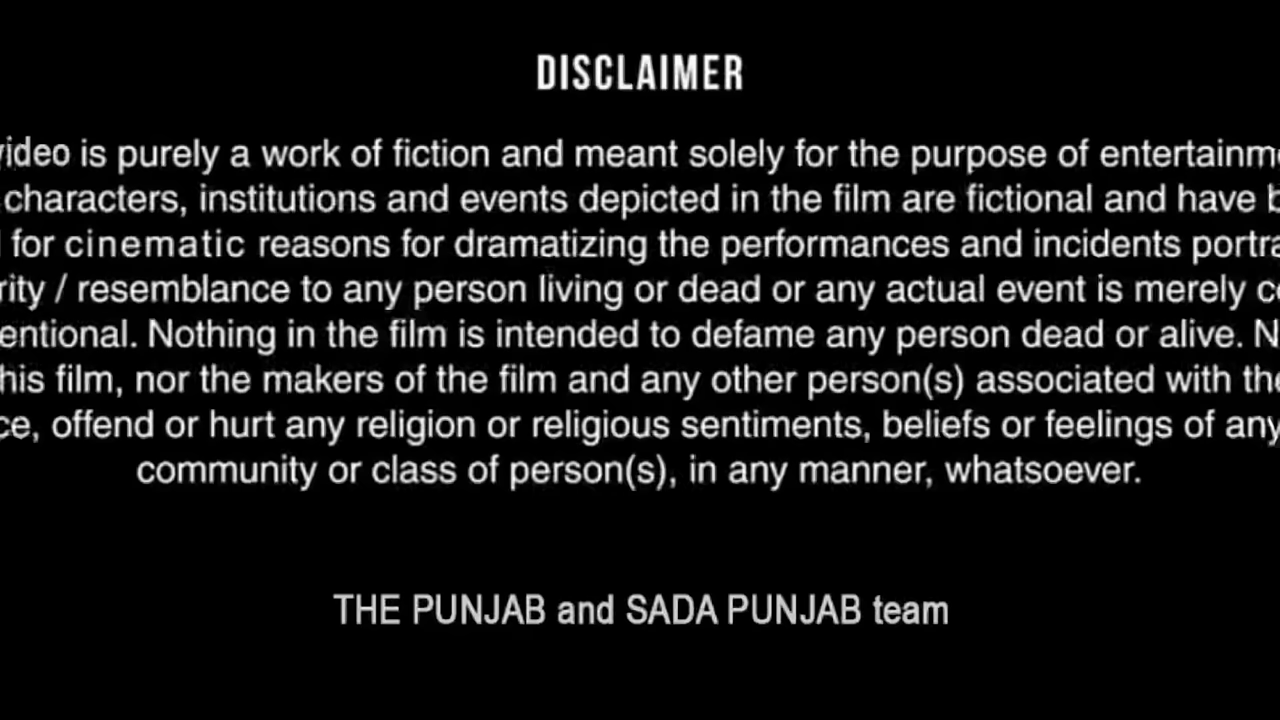 DISCLAIMER
video is purely a work of fiction and meant solely for the purpose of entertainm
characters, institutions and events depicted in the film are fictional and have b
for cinematic reasons for dramatizing the performances and incidents portra
rity / resemblance to any person living or dead or any actual event is merely c
entional. Nothing in the film is intended to defame any person dead or alive. N
his film, nor the makers of the film and any other person(s) associated with the
ce, offend or hurt any religion or religious sentiments, beliefs or feelings of any
community or class of person(s), in any manner, whatsoever.
THE PUNJAB and SADA PUNJAB team